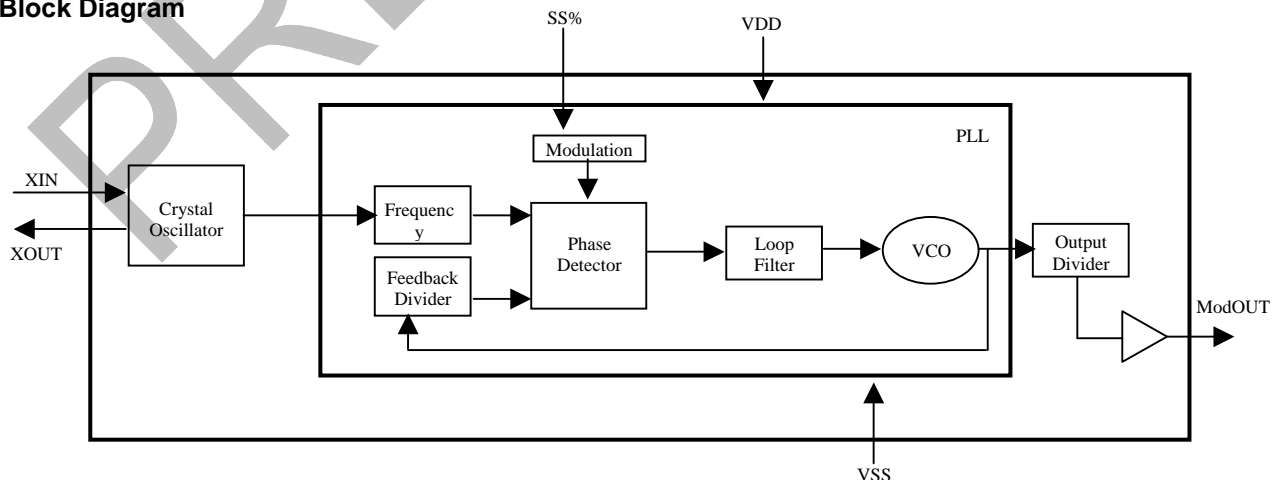 Block Diagram
SS%
VDD
PLL
Modulation
XIN
XOUT
Crystal
Oscillator
Frequenc
y
Feedback
Divider
Phase
Detector
Loop
Filter
VCO
Output
Divider
ModOUT
VSS